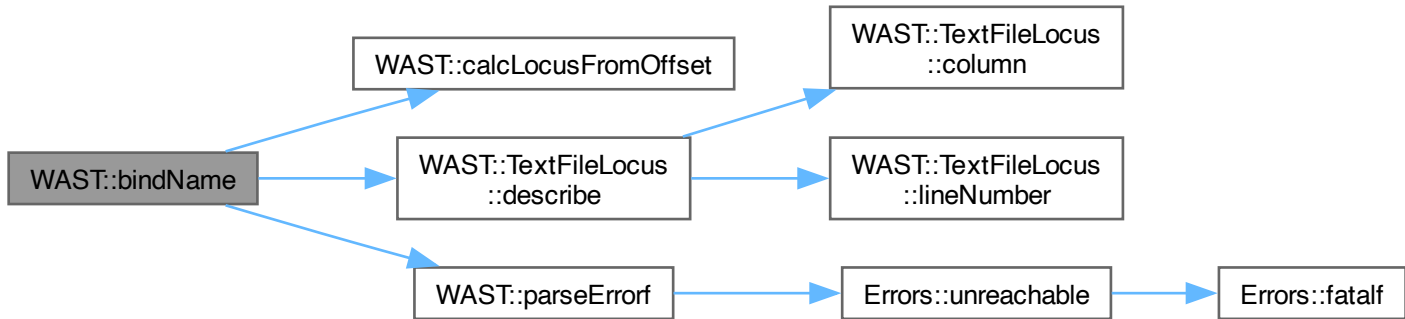 WAST::bindName
WAST::calcLocusFromOffset
WAST::TextFileLocus
::describe
WAST::parseErrorf
WAST::TextFileLocus
::column
WAST::TextFileLocus
::lineNumber
Errors::unreachable
Errors::fatalf